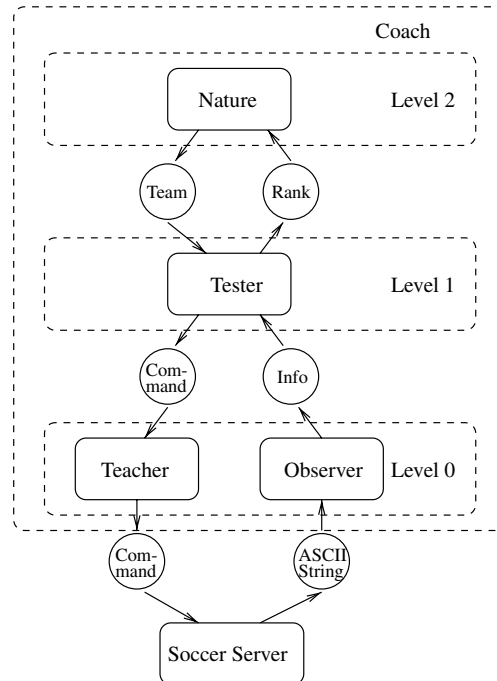 Coach
Nature
Level 2
Team
Rank
Tester
Level 1
Com-
mand
Info
Teacher
Observer
Level 0
Com-
mand
ASCII
String
Soccer Server